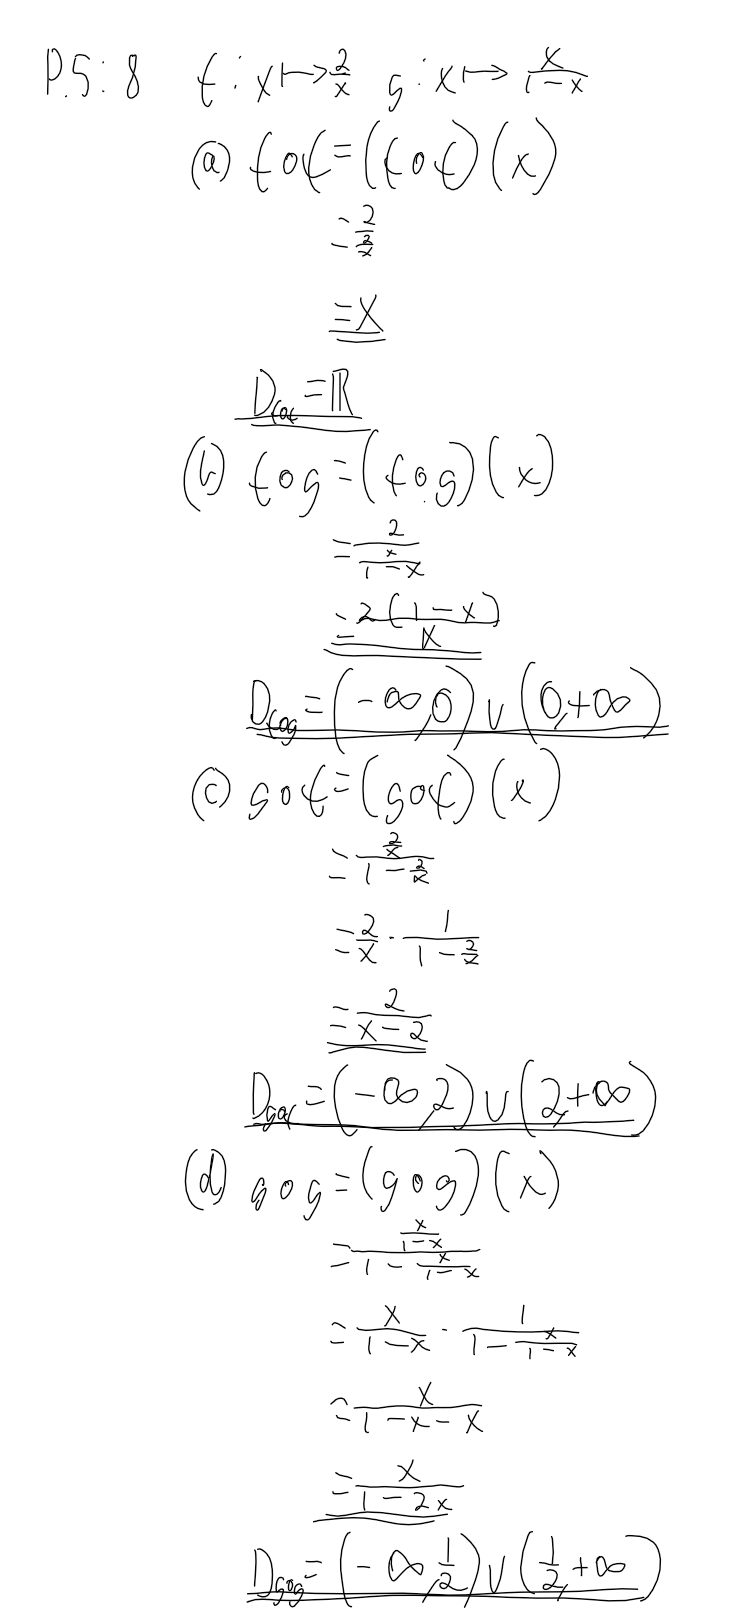 P.5:8 f:x↦2/x g:x↦x/(1-x)
(a) f∘f=(f∘f)(x)
=2/(2/x)
=x
D_f∘f=ℝ
(b) f∘g=(f∘g)(x)
=2/(x/(1-x))
=2(1-x)/x
D_f∘g=(-∞,0)∪(0,+∞)
(c) g∘f=(g∘f)(x)
=(2/x)/(1-2/x)
=2/x·1/(1-2/x)
=2/(x-2)
D_g∘f=(-∞,2)∪(2,+∞)
(d) g∘g=(g∘g)(x)
=(x/(1-x))/(1-x/(1-x))
=x/(1-x)·1/(1-x/(1-x))
=x/(1-x-x)
=x/(1-2x)
D_g∘g=(-∞,1/2)∪(1/2,+∞)